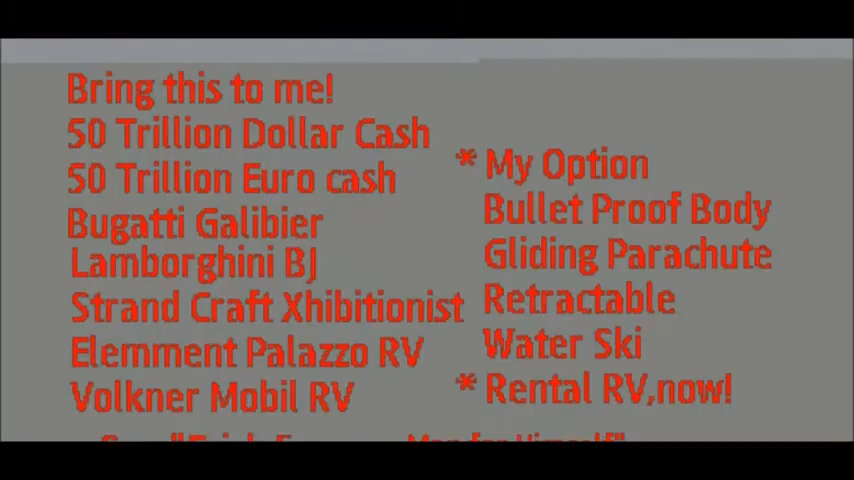 Bring this to me!
50 Trillion Dollar Cash
50 Trillion Euro cash
Bugatti Galibier
Lamborghini BJ
Strand Craft Xhibitionist
Elemment Palazzo RV
Volkner Mobil RV
* My Option
Bullet Proof Body
Gliding Parachute
Retractable
Water Ski
* Rental RV,now!